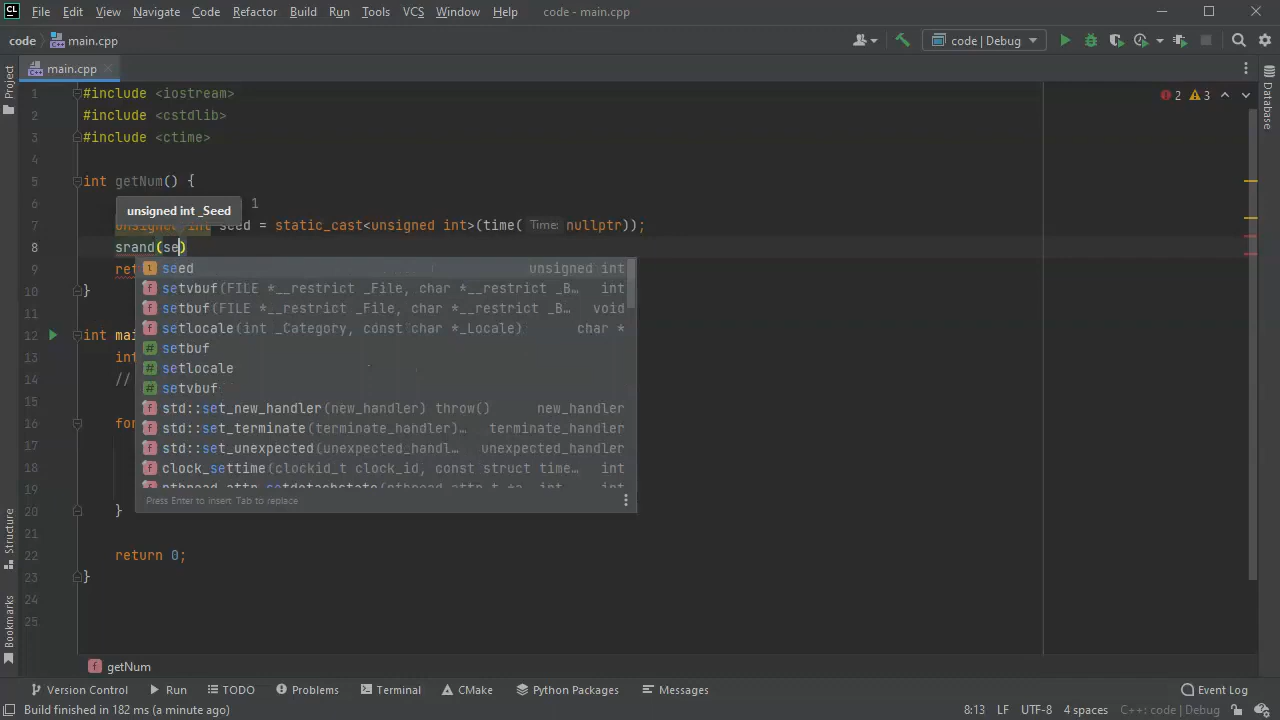 CL File Edit View Navigate Code Refactor Build Run Tools VCS Window Help code - main.cpp
code main.cpp code | Debug
Project main.cpp Database
1 #include <iostream> 2 3
2 #include <cstdlib>
3 #include <ctime>
4
5 int getNum() {
6 1
unsigned int _Seed
7 unsigned int seed = static_cast<unsigned int>(time( Time: nullptr));
8 srand(se)
9 ret
10 }
11
12 int mai
13 int
14 //
15
16 for
17
18
19
20 }
21
22 return 0;
23 }
24
25
seed unsigned int
setvbuf(FILE *__restrict _File, char *__restrict _B… int
setbuf(FILE *__restrict _File, char *__restrict _B… void
setlocale(int _Category, const char *_Locale) char *
# setbuf
# setlocale
# setvbuf
std::set_new_handler(new_handler) throw() new_handler
std::set_terminate(terminate_handler)… terminate_handler
std::set_unexpected(unexpected_handl… unexpected_handler
clock_settime(clockid_t clock_id, const struct time… int
Press Enter to insert, Tab to replace
Structure
Bookmarks
f getNum
Version Control Run TODO Problems Terminal CMake Python Packages Messages Event Log
Build finished in 182 ms (a minute ago) 8:13 LF UTF-8 4 spaces C++: code | Debug